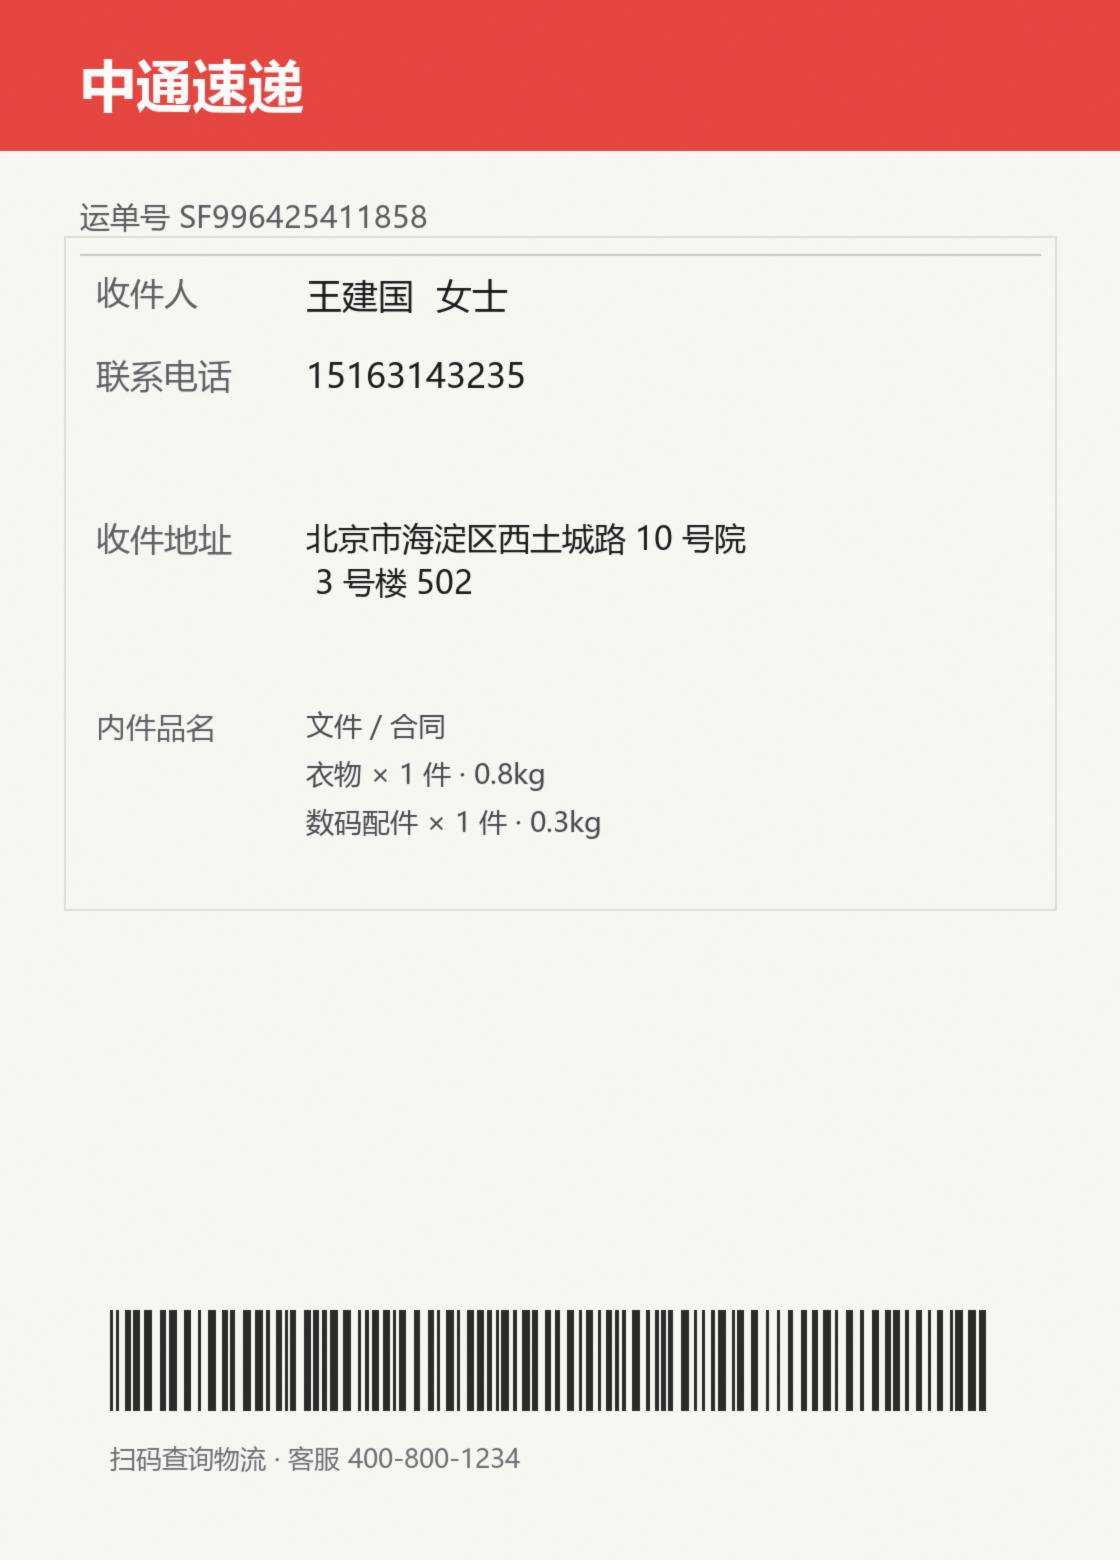 中通速递
运单号 SF996425411858
收件人 王建国 女士
联系电话 15163143235
收件地址 北京市海淀区西土城路 10 号院
3 号楼 502
内件品名 文件 / 合同
衣物 × 1 件 · 0.8kg
数码配件 × 1 件 · 0.3kg
扫码查询物流 · 客服 400-800-1234